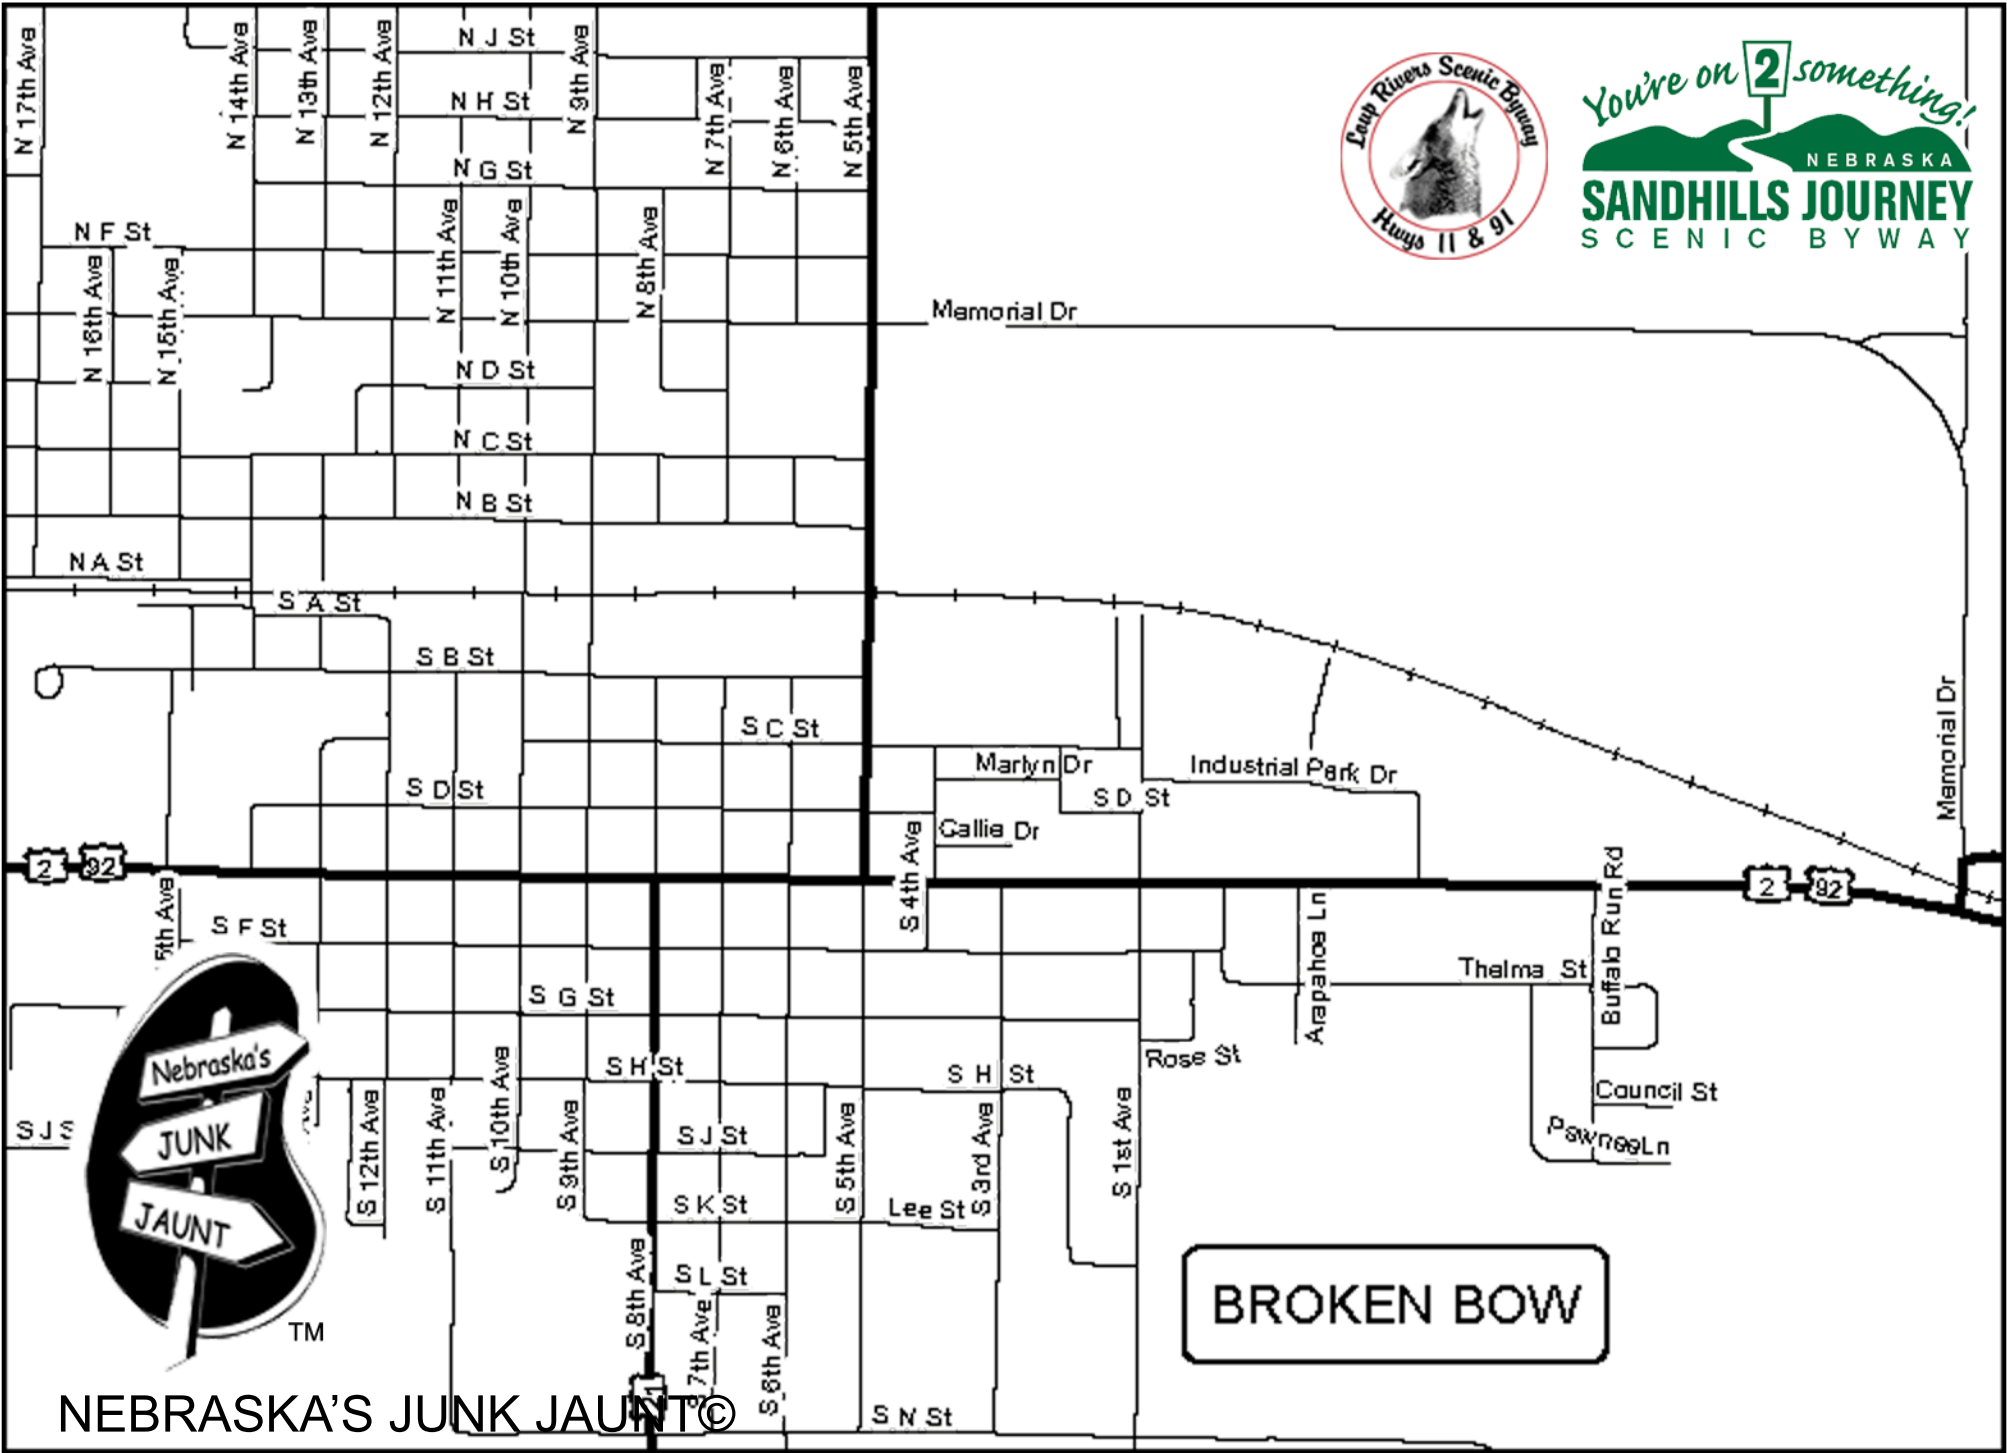 N 17th Ave
N 14th Ave
N 13th Ave
N 12th Ave
N J St
N 9th Ave
N H St
N 7th Ave
N 6th Ave
N 5th Ave
N G St
Loup Rivers Scenic Byway
Hwys 11 & 91
You're on 2 something!
NEBRASKA
SANDHILLS JOURNEY
SCENIC BYWAY
N F St
N 16th Ave
N 15th Ave
N 11th Ave
N 10th Ave
N 8th Ave
Memorial Dr
N D St
N C St
N B St
N A St
S A St
S B St
S C St
Marlyn Dr
Industrial Park Dr
Memorial Dr
S D St
S D St
Callie Dr
2
92
S 4th Ave
2
92
5th Ave
S F St
Arapahoe Ln
Buffalo Run Rd
Thelma St
S G St
Rose St
S H St
S H St
Council St
S J S
Ave
S 12th Ave
S 11th Ave
S 10th Ave
S 9th Ave
S J St
S 5th Ave
S 3rd Ave
S 1st Ave
Pawnee Ln
S K St
Lee St
S L St
S 8th Ave
S 7th Ave
S 6th Ave
S N St
21
Nebraska's
JUNK
JAUNT
TM
BROKEN BOW
NEBRASKA'S JUNK JAUNT©